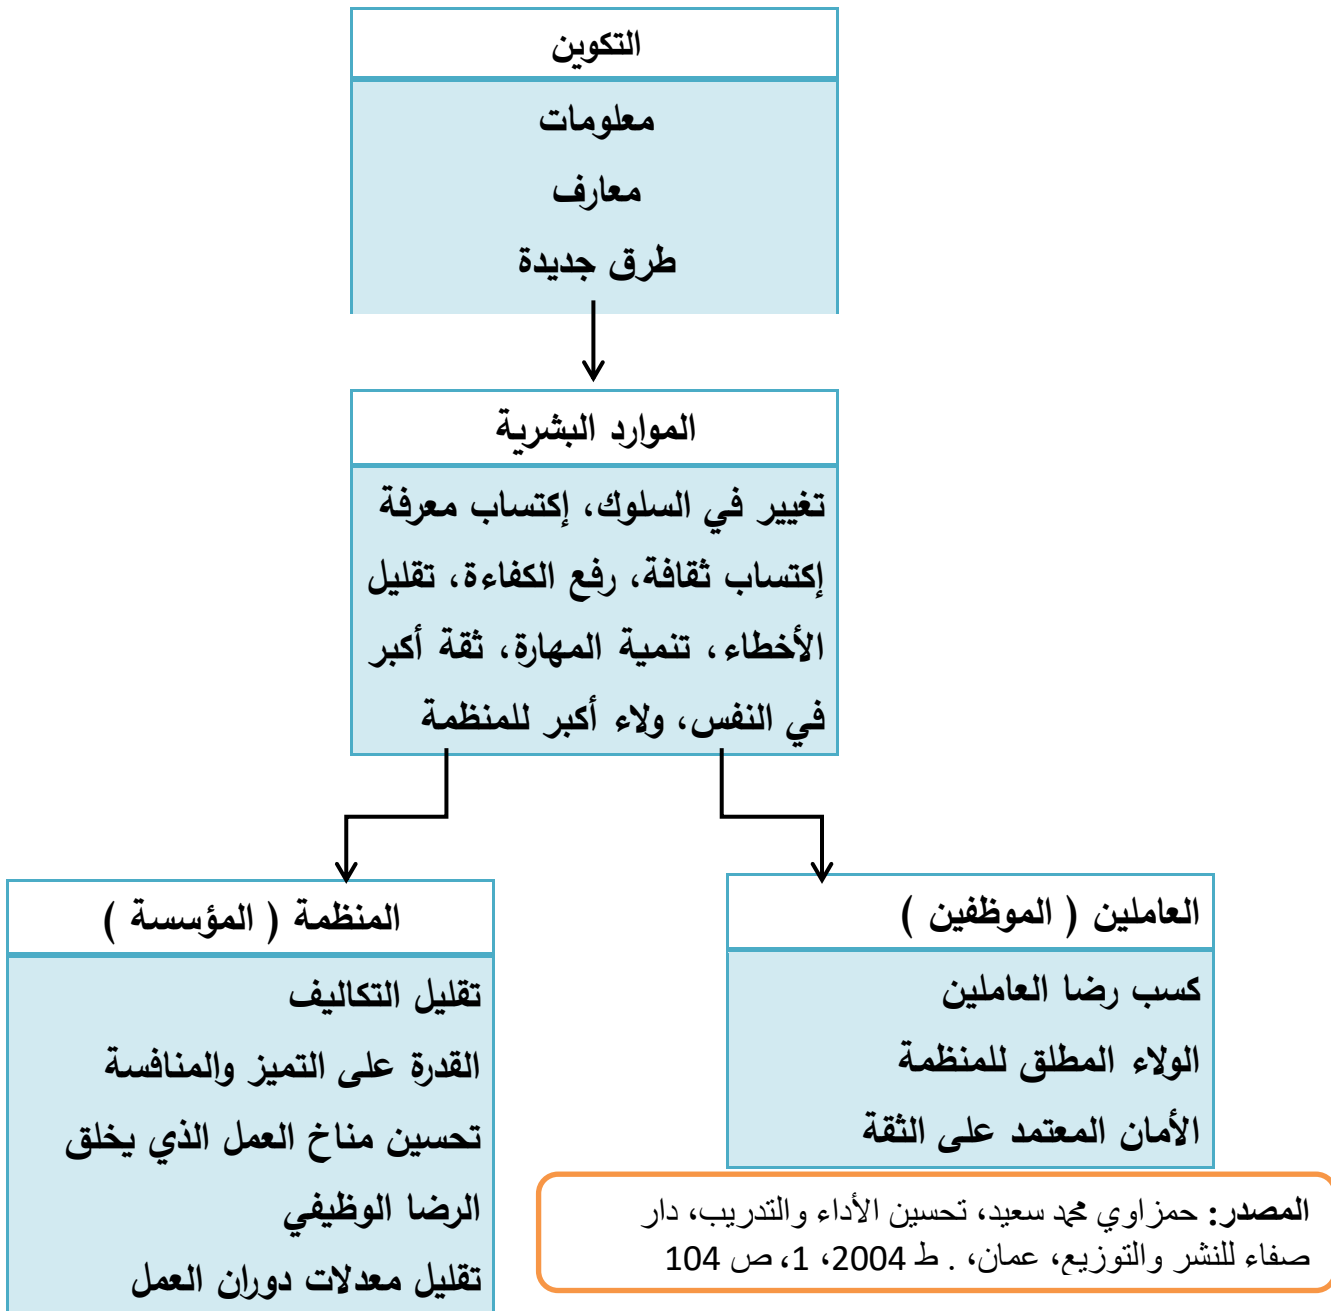 التكوين
معلومات
معارف
طرق جديدة
الموارد البشرية
تغيير في السلوك، إكتساب معرفة
إكتساب ثقافة، رفع الكفاءة، تقليل
الأخطاء، تنمية المهارة، ثقة أكبر
في النفس، ولاء أكبر للمنظمة
العاملين ( الموظفين )
كسب رضا العاملين
الولاء المطلق للمنظمة
الأمان المعتمد على الثقة
المنظمة ( المؤسسة )
تقليل التكاليف
القدرة على التميز والمنافسة
تحسين مناخ العمل الذي يخلق
الرضا الوظيفي
تقليل معدلات دوران العمل
المصدر: حمزاوي محمد سعيد، تحسين الأداء والتدريب، دار
صفاء للنشر والتوزيع، عمان، . ط 2004، 1، ص 104